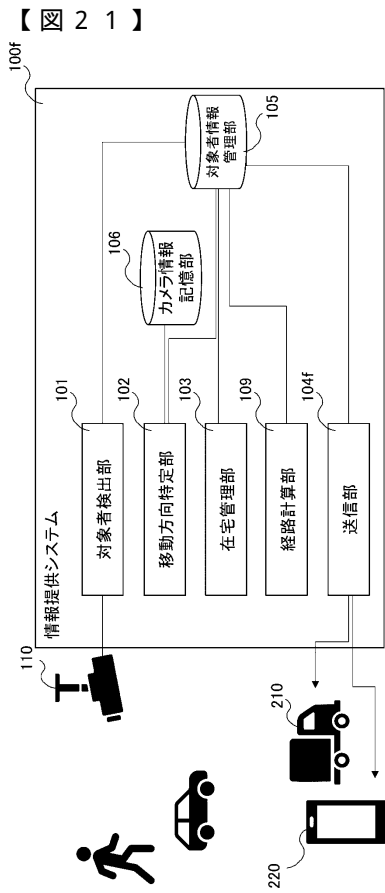 【図２１】
100f
情報提供システム
110
101
対象者検出部
102
移動方向特定部
103
在宅管理部
109
経路計算部
104f
送信部
106
カメラ情報
記憶部
対象者情報
管理部
105
210
220